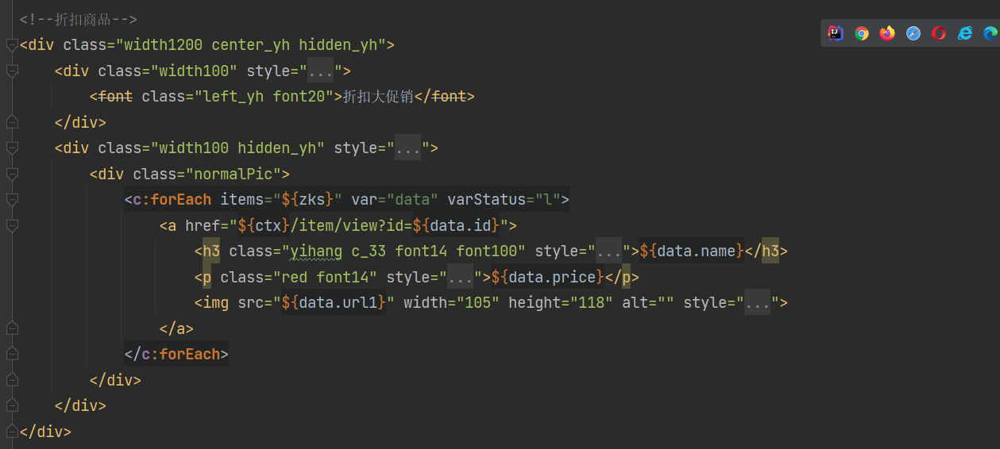 <!--折扣商品-->
<div class="width1200 center_yh hidden_yh">
    <div class="width100" style="...">
        <font class="left_yh font20">折扣大促销</font>
    </div>
    <div class="width100 hidden_yh" style="...">
        <div class="normalPic">
            <c:forEach items="${zks}" var="data" varStatus="l">
                <a href="${ctx}/item/view?id=${data.id}">
                    <h3 class="yihang c_33 font14 font100" style="...">${data.name}</h3>
                    <p class="red font14" style="...">${data.price}</p>
                    <img src="${data.url1}" width="105" height="118" alt="" style="...">
                </a>
            </c:forEach>
        </div>
    </div>
</div>